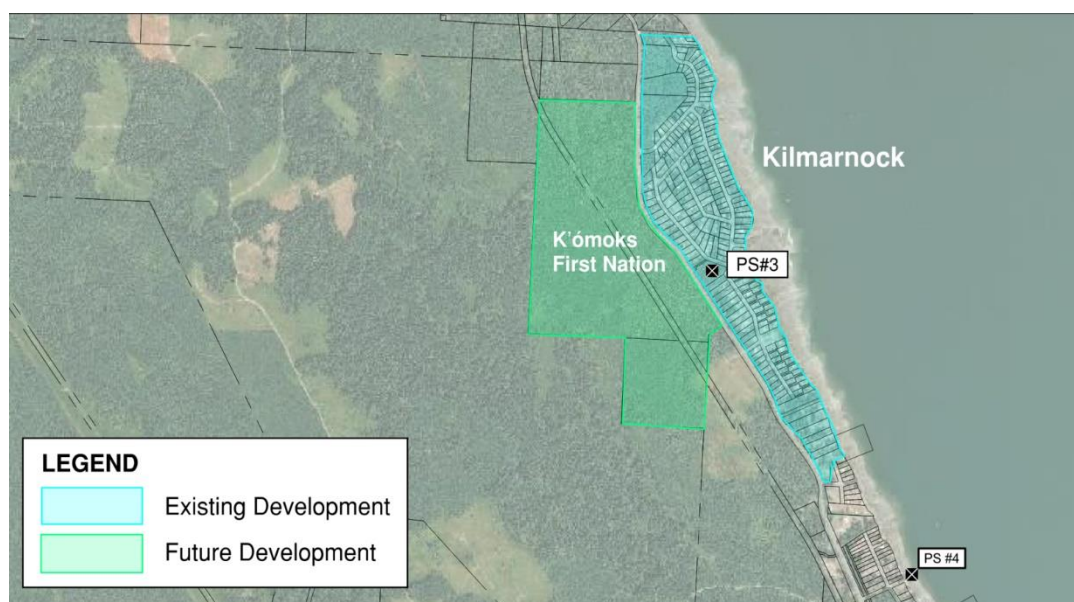 Kilmarnock
K'ómoks
First Nation
PS#3
LEGEND
Existing Development
Future Development
PS #4